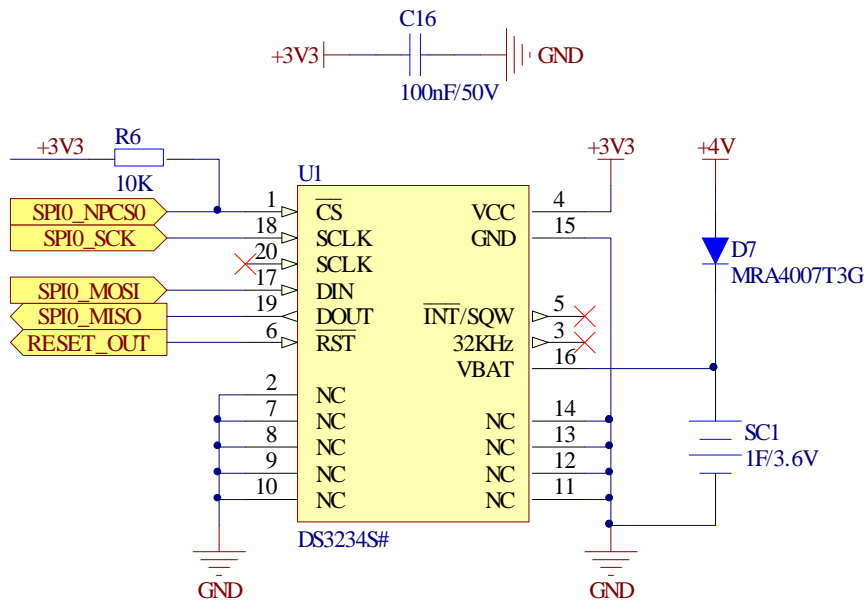 C16
+3V3
GND
100nF/50V
+3V3
R6
10K
+3V3
+4V
U1
SPI0_NPCS0
1
CS
VCC
4
SPI0_SCK
18
SCLK
GND
15
20
SCLK
D7
MRA4007T3G
SPI0_MOSI
17
DIN
SPI0_MISO
19
DOUT
INT/SQW
5
RESET_OUT
6
RST
32KHz
3
VBAT
16
2
NC
7
NC
NC
14
8
NC
NC
13
9
NC
NC
12
10
NC
NC
11
SC1
1F/3.6V
DS3234S#
GND
GND